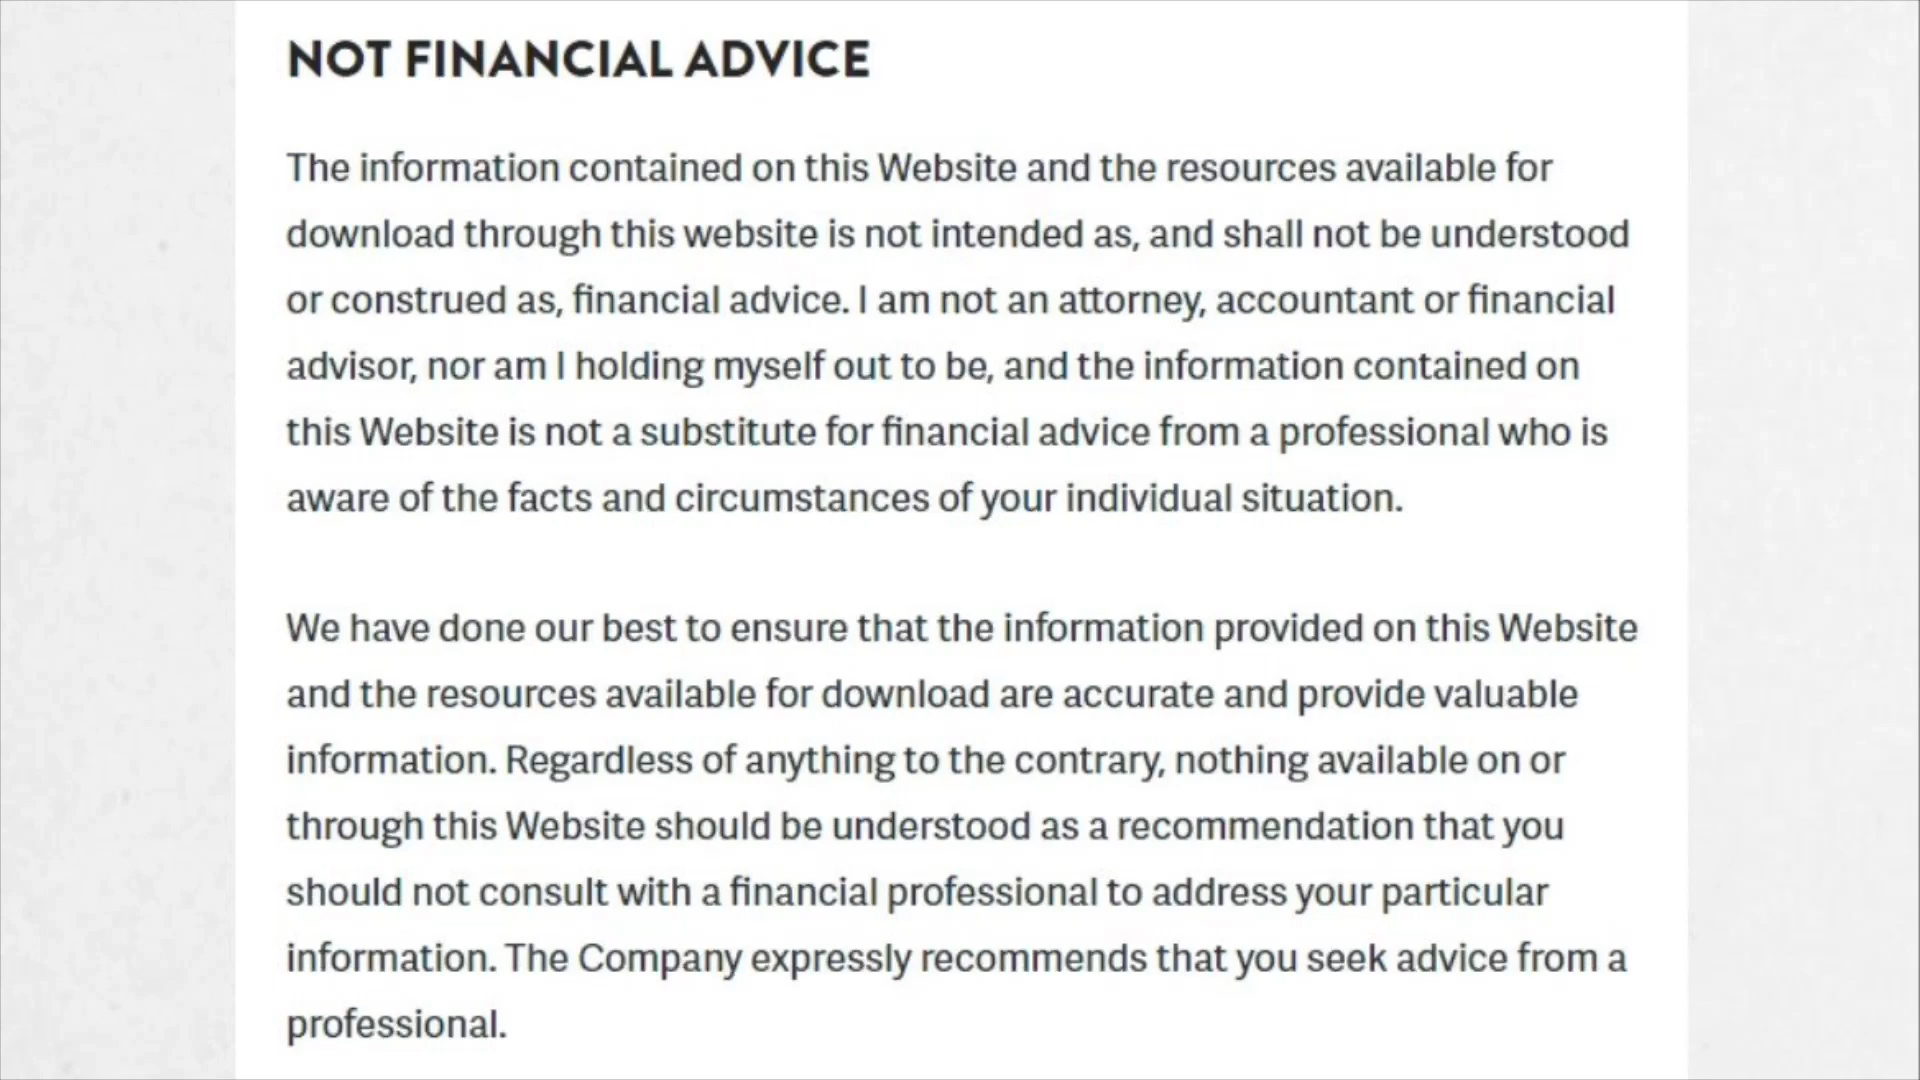 NOT FINANCIAL ADVICE
The information contained on this Website and the resources available for
download through this website is not intended as, and shall not be understood
or construed as, financial advice. I am not an attorney, accountant or financial
advisor, nor am I holding myself out to be, and the information contained on
this Website is not a substitute for financial advice from a professional who is
aware of the facts and circumstances of your individual situation.
We have done our best to ensure that the information provided on this Website
and the resources available for download are accurate and provide valuable
information. Regardless of anything to the contrary, nothing available on or
through this Website should be understood as a recommendation that you
should not consult with a financial professional to address your particular
information. The Company expressly recommends that you seek advice from a
professional.